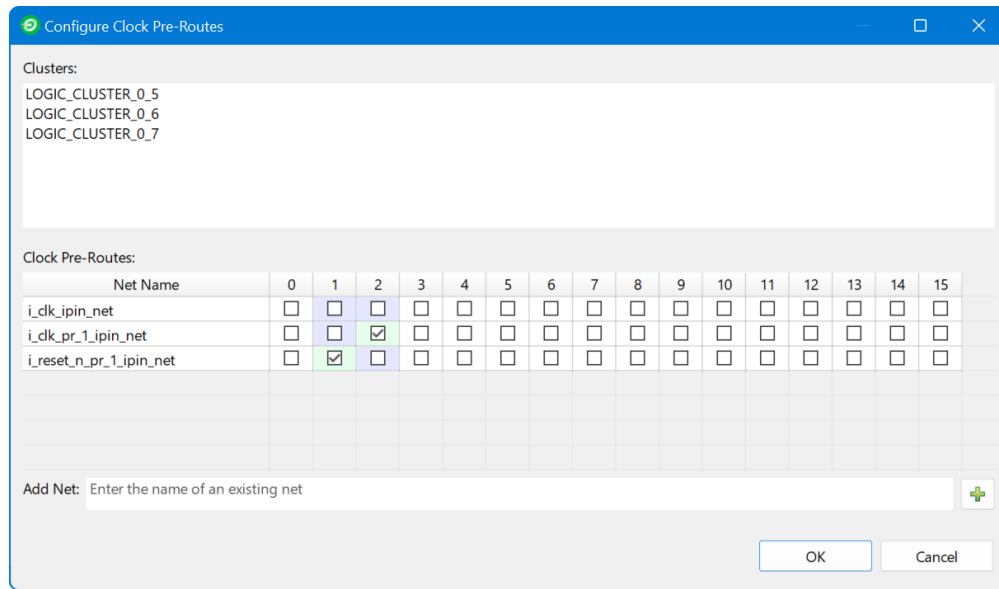 Configure Clock Pre-Routes
Clusters:
LOGIC_CLUSTER_0_5
LOGIC_CLUSTER_0_6
LOGIC_CLUSTER_0_7
Clock Pre-Routes:
Net Name 0 1 2 3 4 5 6 7 8 9 10 11 12 13 14 15
i_clk_ipin_net
i_clk_pr_1_ipin_net
i_reset_n_pr_1_ipin_net
Add Net: Enter the name of an existing net
OK Cancel